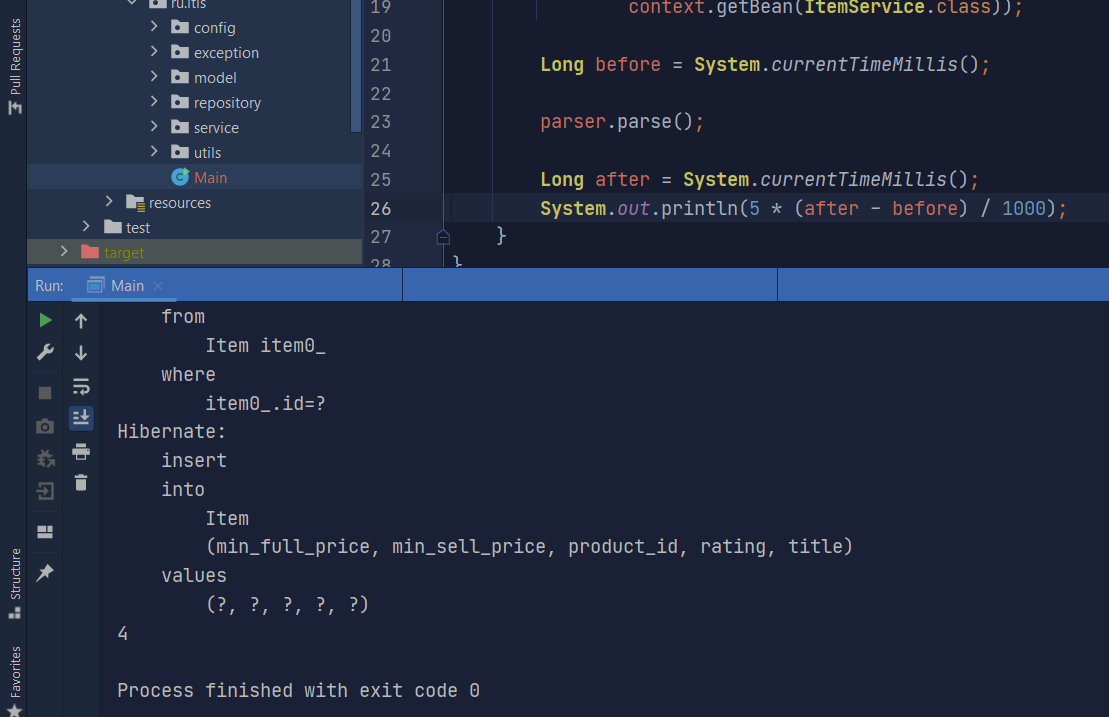 Pull Requests
ru.itis
config
exception
model
repository
service
utils
Main
resources
test
target
19 context.getBean(ItemService.class));
20
21 Long before = System.currentTimeMillis();
22
23 parser.parse();
24
25 Long after = System.currentTimeMillis();
26 System.out.println(5 * (after - before) / 1000);
27 }
28 }
Run: Main
from
Item item0_
where
item0_.id=?
Hibernate:
insert
into
Item
(min_full_price, min_sell_price, product_id, rating, title)
values
(?, ?, ?, ?, ?)
4
Process finished with exit code 0
Structure
Favorites